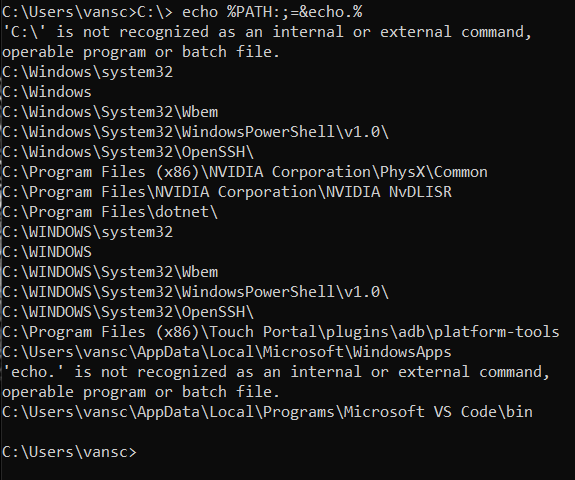 C:\Users\vansc>C:\> echo %PATH:;=&echo.%
'C:\' is not recognized as an internal or external command,
operable program or batch file.
C:\Windows\system32
C:\Windows
C:\Windows\System32\Wbem
C:\Windows\System32\WindowsPowerShell\v1.0\
C:\Windows\System32\OpenSSH\
C:\Program Files (x86)\NVIDIA Corporation\PhysX\Common
C:\Program Files\NVIDIA Corporation\NVIDIA NvDLISR
C:\Program Files\dotnet\
C:\WINDOWS\system32
C:\WINDOWS
C:\WINDOWS\System32\Wbem
C:\WINDOWS\System32\WindowsPowerShell\v1.0\
C:\WINDOWS\System32\OpenSSH\
C:\Program Files (x86)\Touch Portal\plugins\adb\platform-tools
C:\Users\vansc\AppData\Local\Microsoft\WindowsApps
'echo.' is not recognized as an internal or external command,
operable program or batch file.
C:\Users\vansc\AppData\Local\Programs\Microsoft VS Code\bin
C:\Users\vansc>